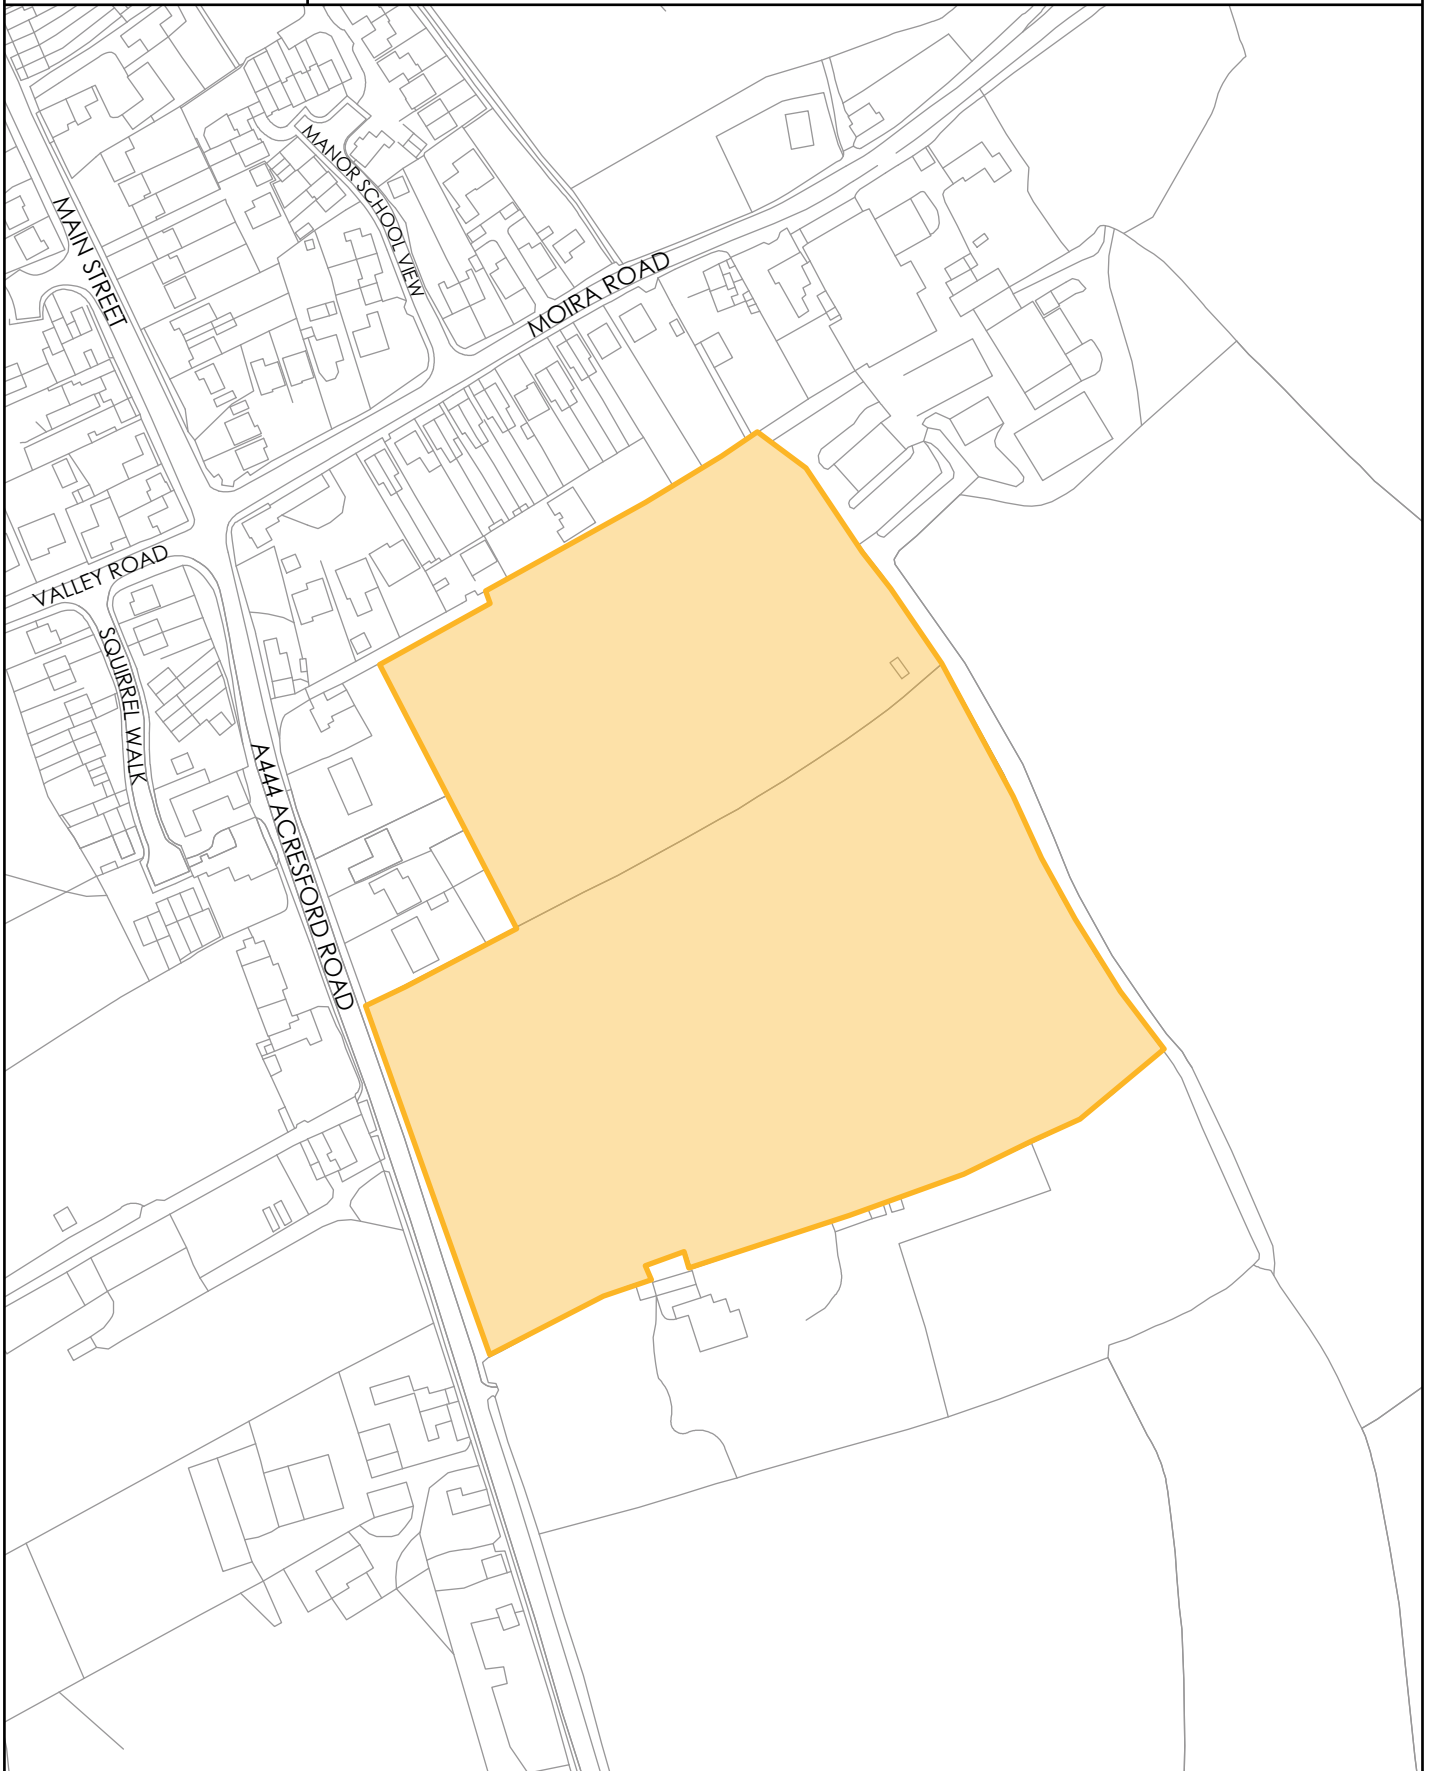 MANOR SCHOOL VIEW
MAIN STREET
MOIRA ROAD
VALLEY ROAD
SQUIRREL WALK
A444 ACRESFORD ROAD